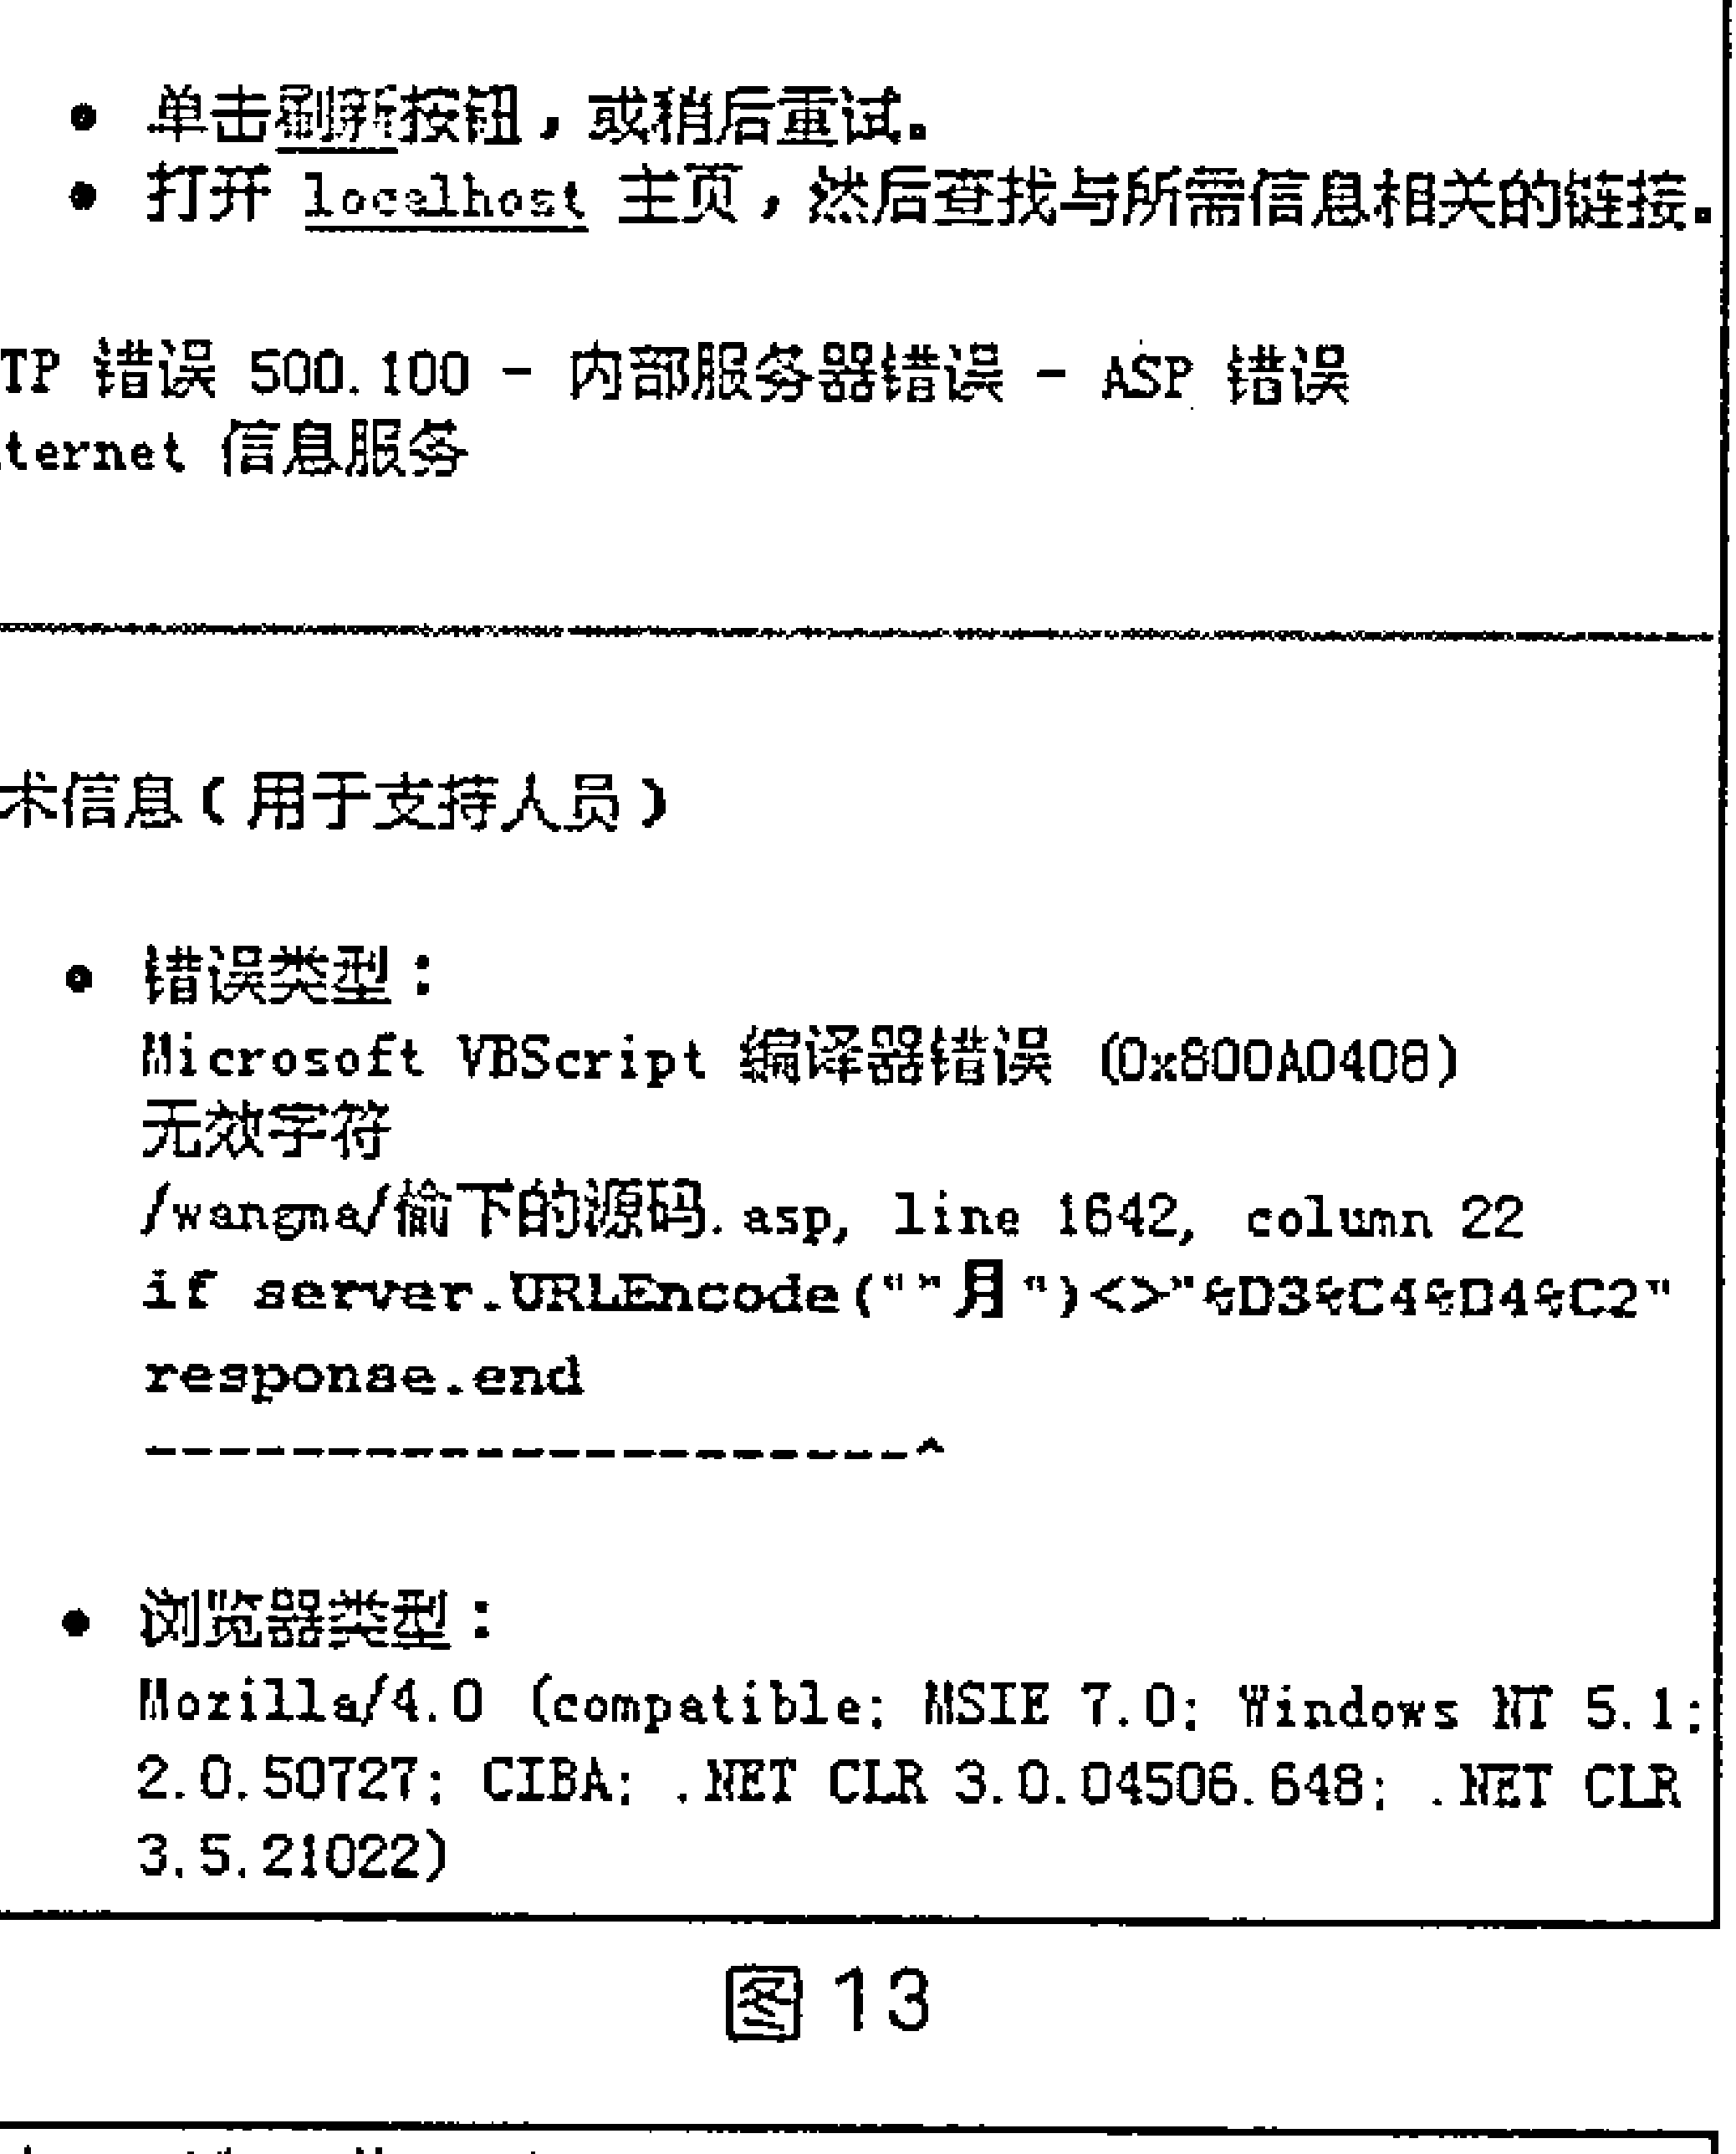 • 单击刷新按钮，或稍后重试。
• 打开 localhost 主页，然后查找与所需信息相关的链接。
TP 错误 500.100 - 内部服务器错误 - ASP 错误
ternet 信息服务
术信息（用于支持人员）
• 错误类型：
Microsoft VBScript 编译器错误 (0x800A0408)
无效字符
/wangma/偷下的源码.asp, line 1642, column 22
if server.URLEncode(""月")<>"%D3%C4%D4%C2"
response.end
---------------------^
• 浏览器类型：
Mozilla/4.0 (compatible; MSIE 7.0; Windows NT 5.1;
2.0.50727; CIBA; .NET CLR 3.0.04506.648; .NET CLR
3.5.21022)
图 13